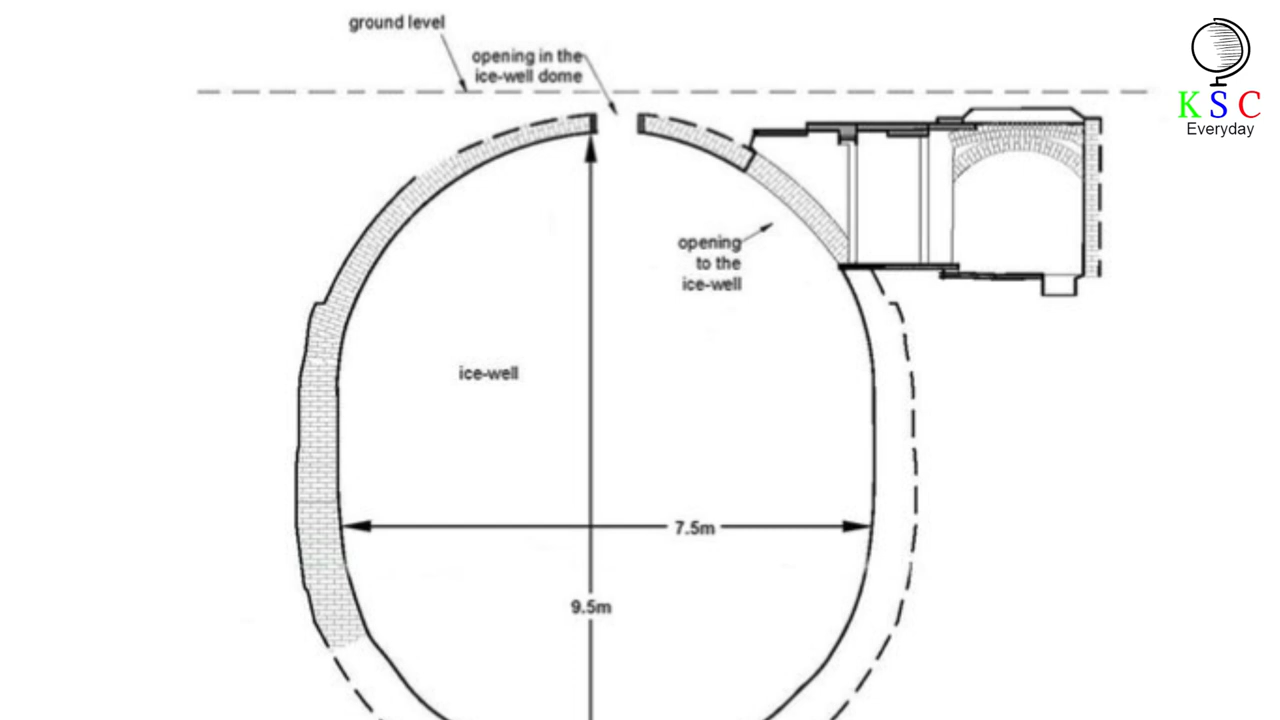 ground level
opening in the
ice-well dome
K S C
Everyday
opening
to the
ice-well
ice-well
7.5m
9.5m